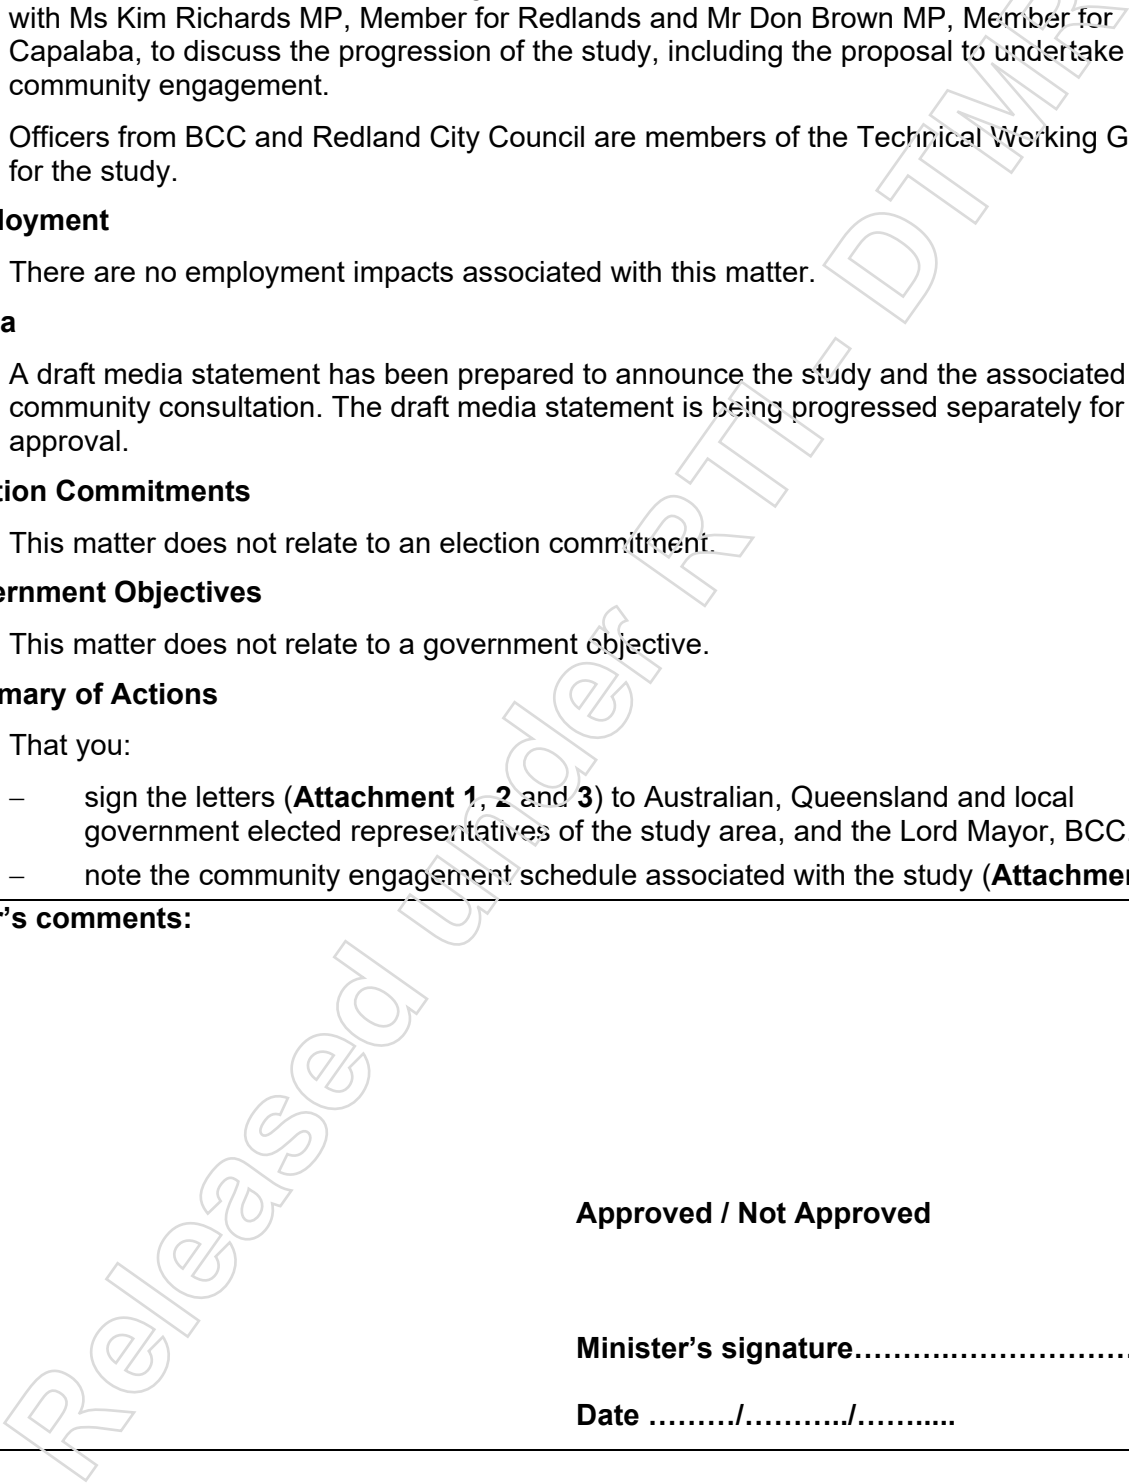 with Ms Kim Richards MP, Member for Redlands and Mr Don Brown MP, Member for
Capalaba, to discuss the progression of the study, including the proposal to undertake
community engagement.
Officers from BCC and Redland City Council are members of the Technical Working G
for the study.
loyment
There are no employment impacts associated with this matter.
a
A draft media statement has been prepared to announce the study and the associated
community consultation. The draft media statement is being progressed separately for
approval.
tion Commitments
This matter does not relate to an election commitment.
ernment Objectives
This matter does not relate to a government objective.
mary of Actions
That you:
– sign the letters (Attachment 1, 2 and 3) to Australian, Queensland and local
government elected representatives of the study area, and the Lord Mayor, BCC.
– note the community engagement schedule associated with the study (Attachmen
r's comments:
Approved / Not Approved
Minister's signature……….………………..
Date ………/………../…….....
Released under RTI - DTMR